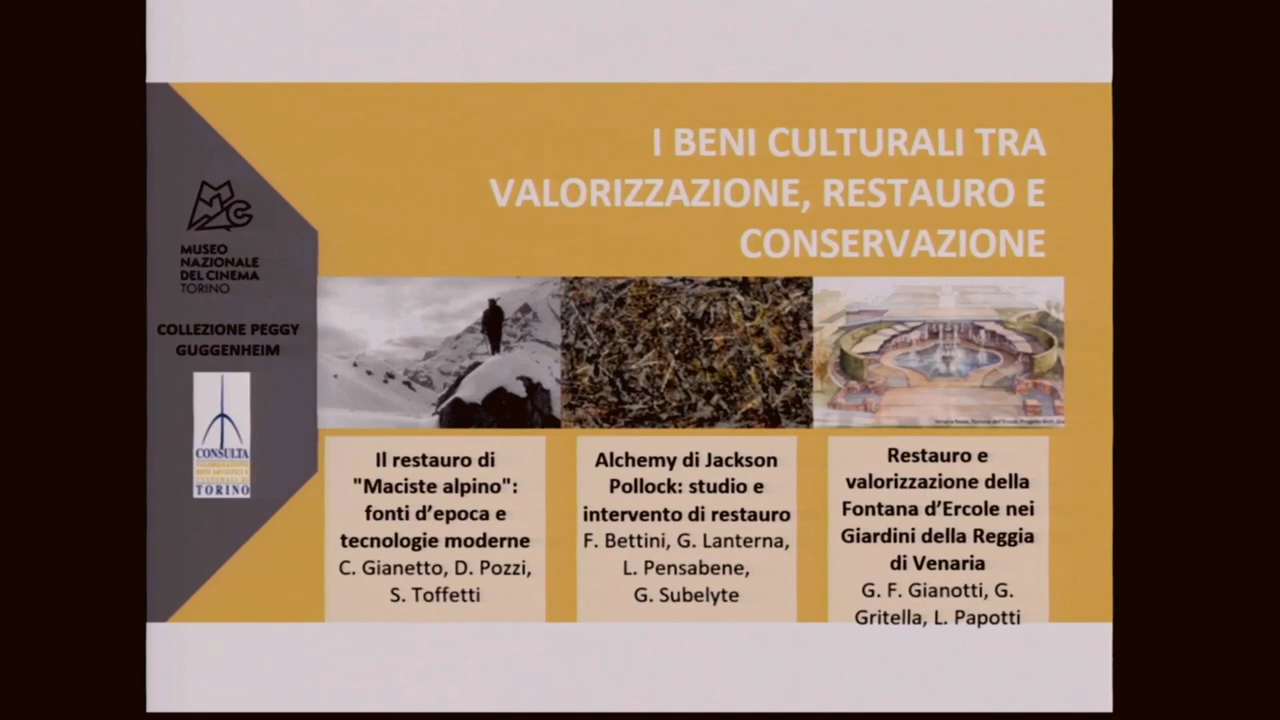 I BENI CULTURALI TRA
VALORIZZAZIONE, RESTAURO E
CONSERVAZIONE
MUSEO
NAZIONALE
DEL CINEMA
TORINO
COLLEZIONE PEGGY
GUGGENHEIM
CONSULTA
TORINO
Il restauro di
"Maciste alpino":
fonti d’epoca e
tecnologie moderne
C. Gianetto, D. Pozzi,
S. Toffetti
Alchemy di Jackson
Pollock: studio e
intervento di restauro
F. Bettini, G. Lanterna,
L. Pensabene,
G. Subelyte
Restauro e
valorizzazione della
Fontana d’Ercole nei
Giardini della Reggia
di Venaria
G. F. Gianotti, G.
Gritella, L. Papotti